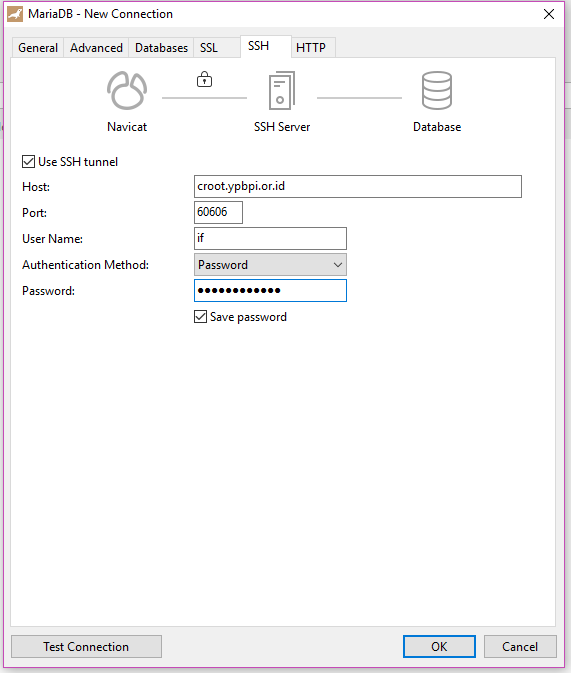 MariaDB - New Connection
General Advanced Databases SSL SSH HTTP
Navicat SSH Server Database
Use SSH tunnel
Host: croot.ypbpi.or.id
Port: 60606
User Name: if
Authentication Method: Password
Password: ●●●●●●●●●●●●
Save password
Test Connection OK Cancel